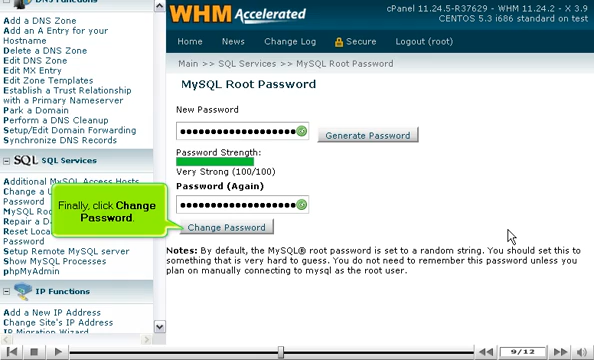 DNS Functions
WHM Accelerated
cPanel 11.24.5-R37629 - WHM 11.24.2 - X 3.9
CENTOS 5.3 i686 standard on test
Home News Change Log Secure Logout (root)
Main >> SQL Services >> MySQL Root Password
Add a DNS Zone
Add an A Entry for your
Hostname
Delete a DNS Zone
Edit DNS Zone
Edit MX Entry
Edit Zone Templates
Establish a Trust Relationship
with a Primary Nameserver
Park a Domain
Perform a DNS Cleanup
Setup/Edit Domain Forwarding
Synchronize DNS Records
SQL SQL Services
Additional MySQL Access Hosts
Change a U
Password
MySQL Roo
Repair a Da
Reset Local
Password
Setup Remote MySQL server
Show MySQL Processes
phpMyAdmin
IP Functions
Add a New IP Address
Change Site's IP Address
IP Migration Wizard
MySQL Root Password
New Password
Generate Password
Password Strength:
Very Strong (100/100)
Password (Again)
Change Password
Finally, click Change
Password.
Notes: By default, the MySQL® root password is set to a random string. You should set this to
something that is very hard to guess. You do not need to remember this password unless you
plan on manually connecting to mysql as the root user.
9/12